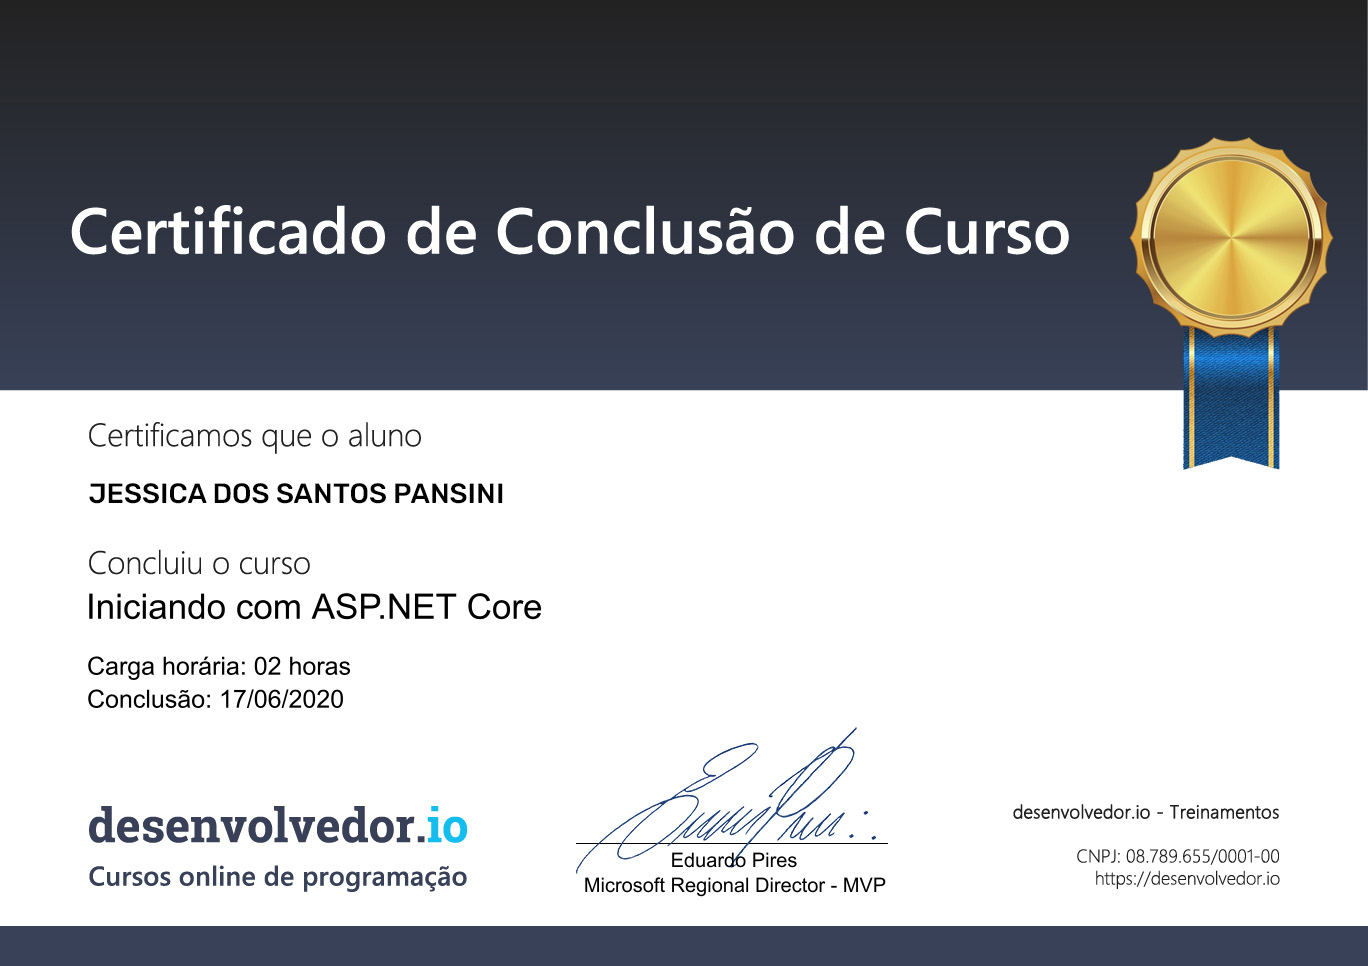 Certificado de Conclusão de Curso
Certificamos que o aluno
JESSICA DOS SANTOS PANSINI
Concluiu o curso
Iniciando com ASP.NET Core
Carga horária: 02 horas
Conclusão: 17/06/2020
desenvolvedor.io
Cursos online de programação
Eduardo Pires
Microsoft Regional Director - MVP
desenvolvedor.io - Treinamentos
CNPJ: 08.789.655/0001-00
https://desenvolvedor.io